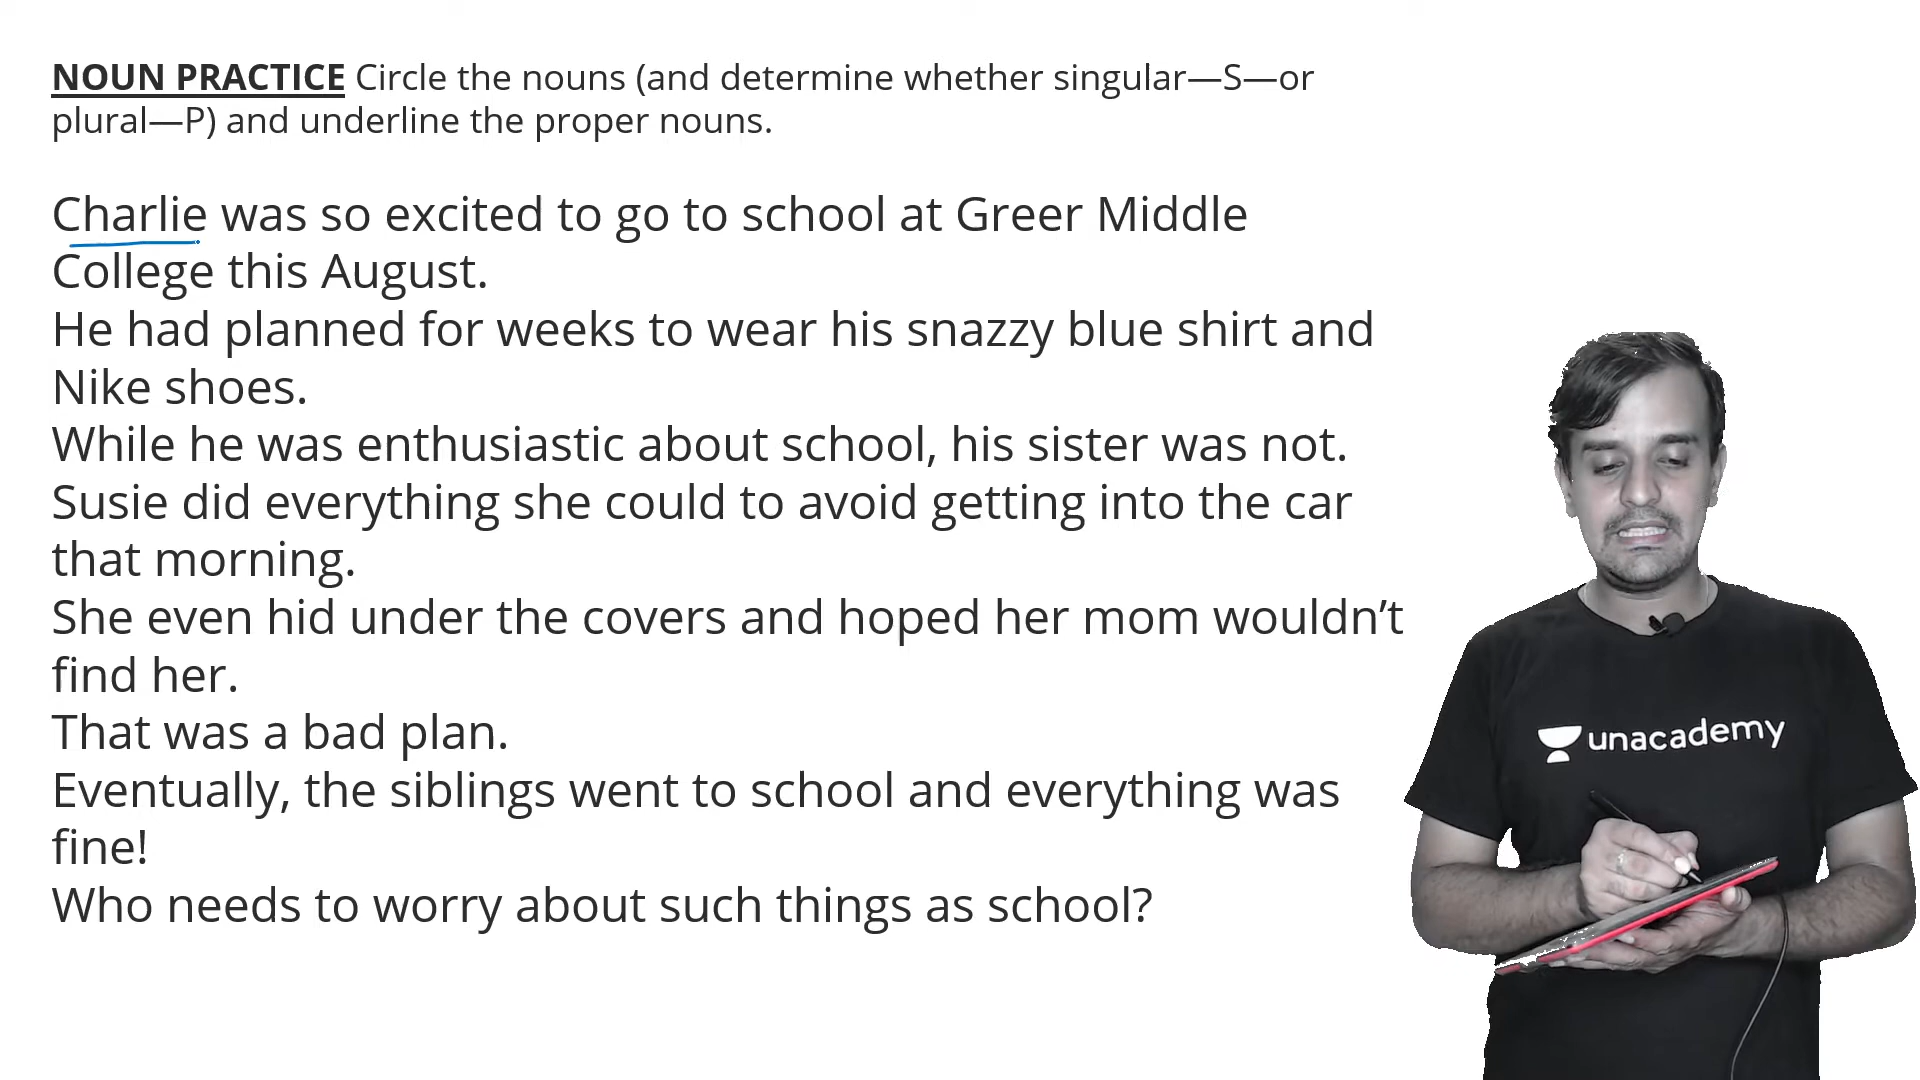 NOUN PRACTICE Circle the nouns (and determine whether singular—S—or
plural—P) and underline the proper nouns.
Charlie was so excited to go to school at Greer Middle
College this August.
He had planned for weeks to wear his snazzy blue shirt and
Nike shoes.
While he was enthusiastic about school, his sister was not.
Susie did everything she could to avoid getting into the car
that morning.
She even hid under the covers and hoped her mom wouldn’t
find her.
That was a bad plan.
Eventually, the siblings went to school and everything was
fine!
Who needs to worry about such things as school?
unacademy